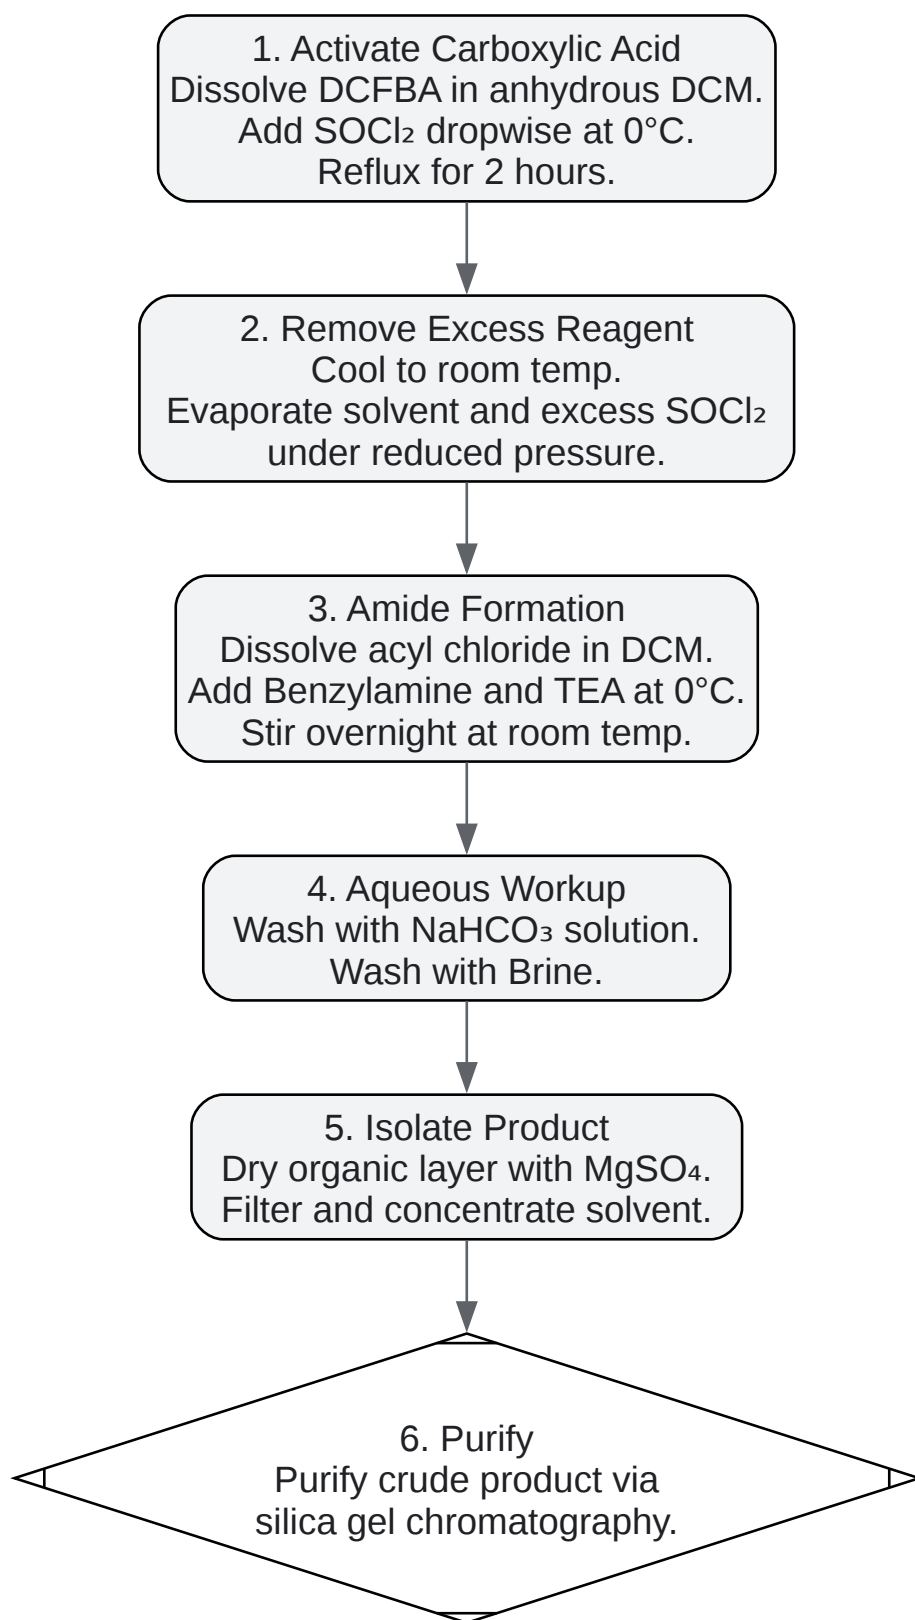 1. Activate Carboxylic Acid
Dissolve DCFBA in anhydrous DCM.
Add SOCl₂ dropwise at 0°C.
Reflux for 2 hours.
2. Remove Excess Reagent
Cool to room temp.
Evaporate solvent and excess SOCl₂
under reduced pressure.
3. Amide Formation
Dissolve acyl chloride in DCM.
Add Benzylamine and TEA at 0°C.
Stir overnight at room temp.
4. Aqueous Workup
Wash with NaHCO₃ solution.
Wash with Brine.
5. Isolate Product
Dry organic layer with MgSO₄.
Filter and concentrate solvent.
6. Purify
Purify crude product via
silica gel chromatography.